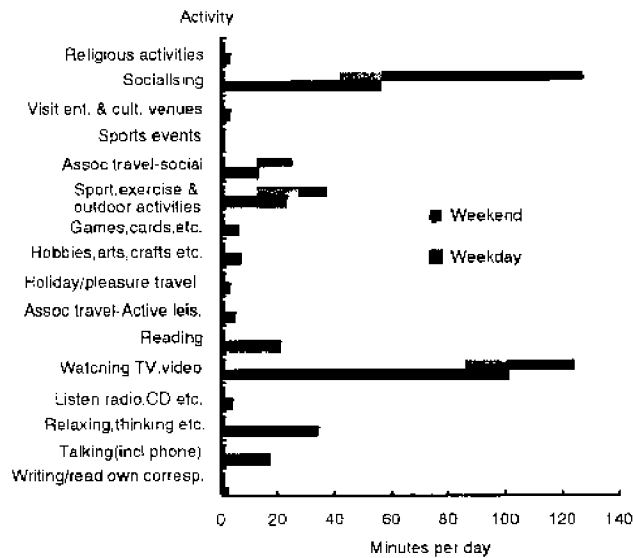 Activity
Religious activities
Socialising
Visit ent. & cult. venues
Sports events
Assoc travel-social
Sport,exercise &
outdoor activities
Games,cards,etc.
Hobbies,arts,crafts etc.
Holiday/pleasure travel
Assoc travel-Active leis.
Reading
Watching TV,video
Listen radio,CD etc.
Relaxing,thinking etc.
Talking(incl phone)
Writing/read own corresp.
Weekend
Weekday
0 20 40 60 80 100 120 140
Minutes per day